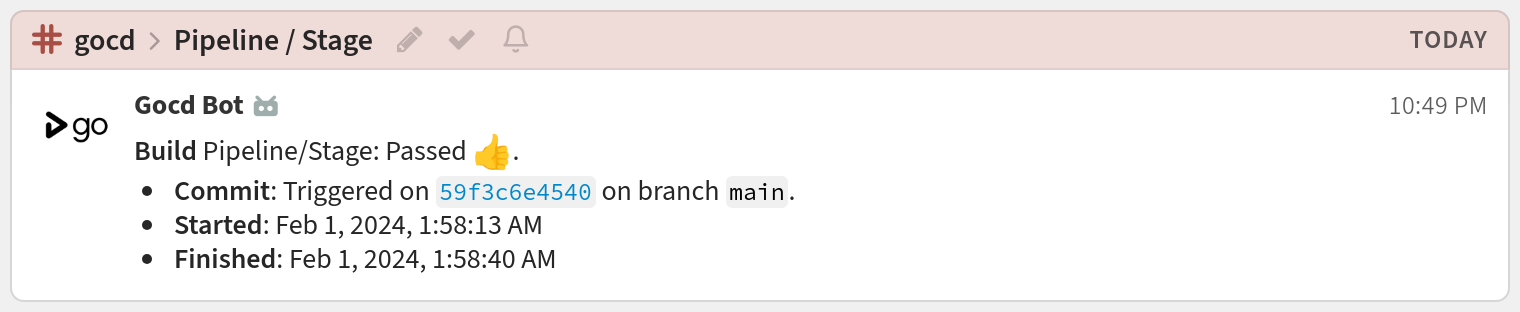 # gocd > Pipeline / Stage TODAY
go
Gocd Bot 10:49 PM
Build Pipeline/Stage: Passed 👍.
• Commit: Triggered on 59f3c6e4540 on branch main.
• Started: Feb 1, 2024, 1:58:13 AM
• Finished: Feb 1, 2024, 1:58:40 AM